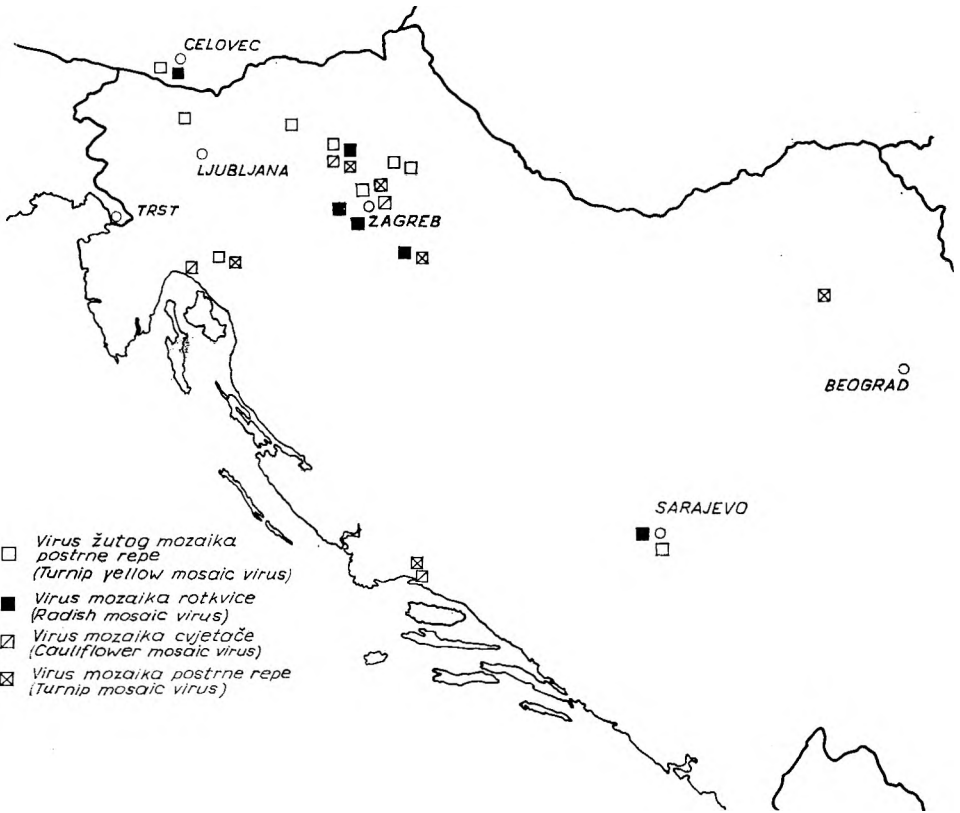 CELOVEC
LJUBLJANA
TRST
ZAGREB
BEOGRAD
SARAJEVO
Virus žutog mozaika
postrne repe
(Turnip yellow mosaic virus)
Virus mozaika rotkvice
(Radish mosaic virus)
Virus mozaika cvjetače
(Cauliflower mosaic virus)
Virus mozaika postrne repe
(Turnip mosaic virus)